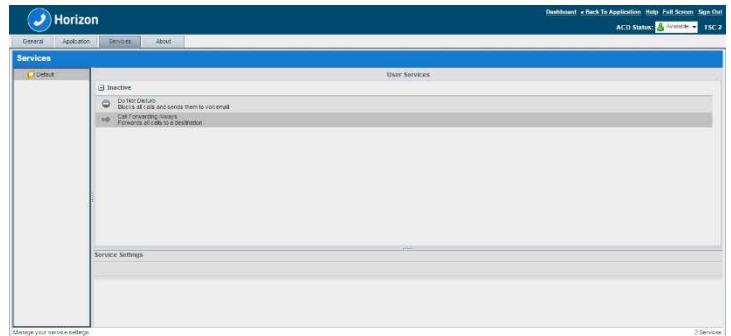 Horizon
Dashboard « Back To Application Help Full Screen Sign Out
ACD Status: Available TSC 2
General Application Services About
Services
Default
User Services
Inactive
Do Not Disturb
Blocks all calls and sends them to voicemail
Call Forwarding Always
Forwards all calls to a destination
Service Settings
Manage your service settings
2 Services